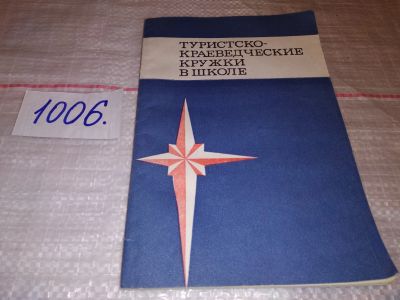 ТУРИСТСКО-
КРАЕВЕДЧЕСКИЕ
КРУЖКИ
В ШКОЛЕ
1006.